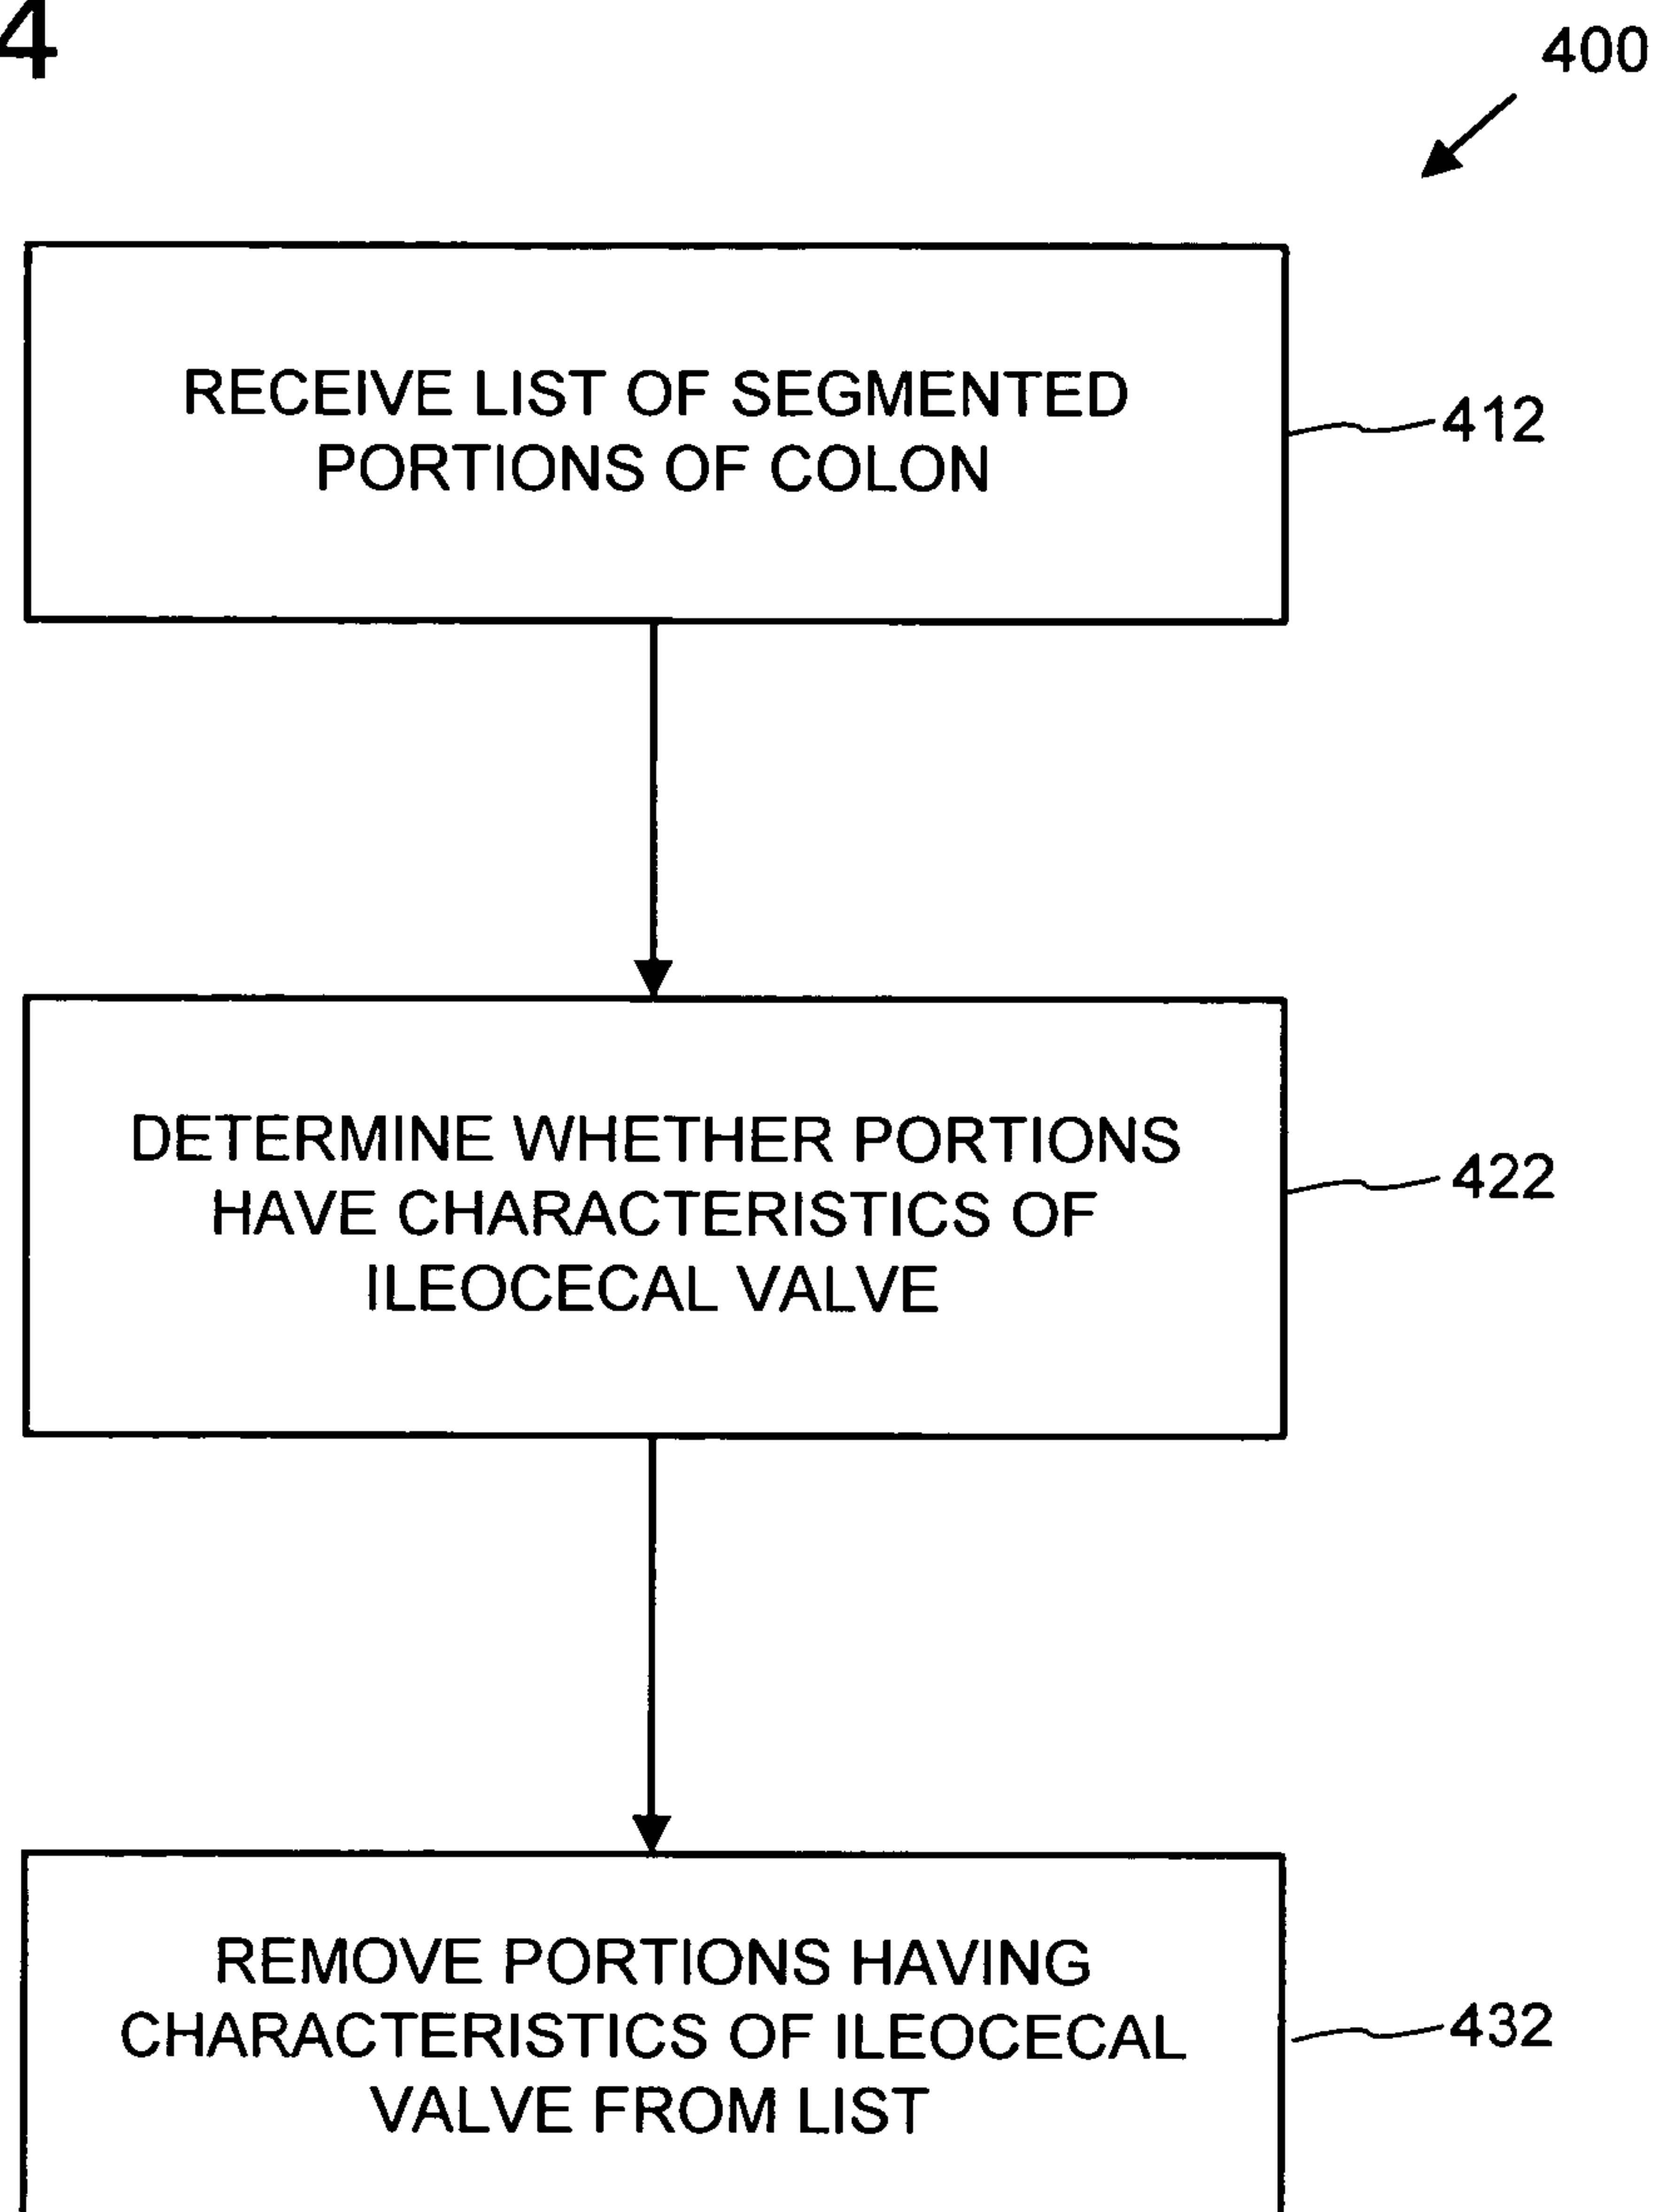 4
400
RECEIVE LIST OF SEGMENTED
PORTIONS OF COLON
412
DETERMINE WHETHER PORTIONS
HAVE CHARACTERISTICS OF
ILEOCECAL VALVE
422
REMOVE PORTIONS HAVING
CHARACTERISTICS OF ILEOCECAL
VALVE FROM LIST
432